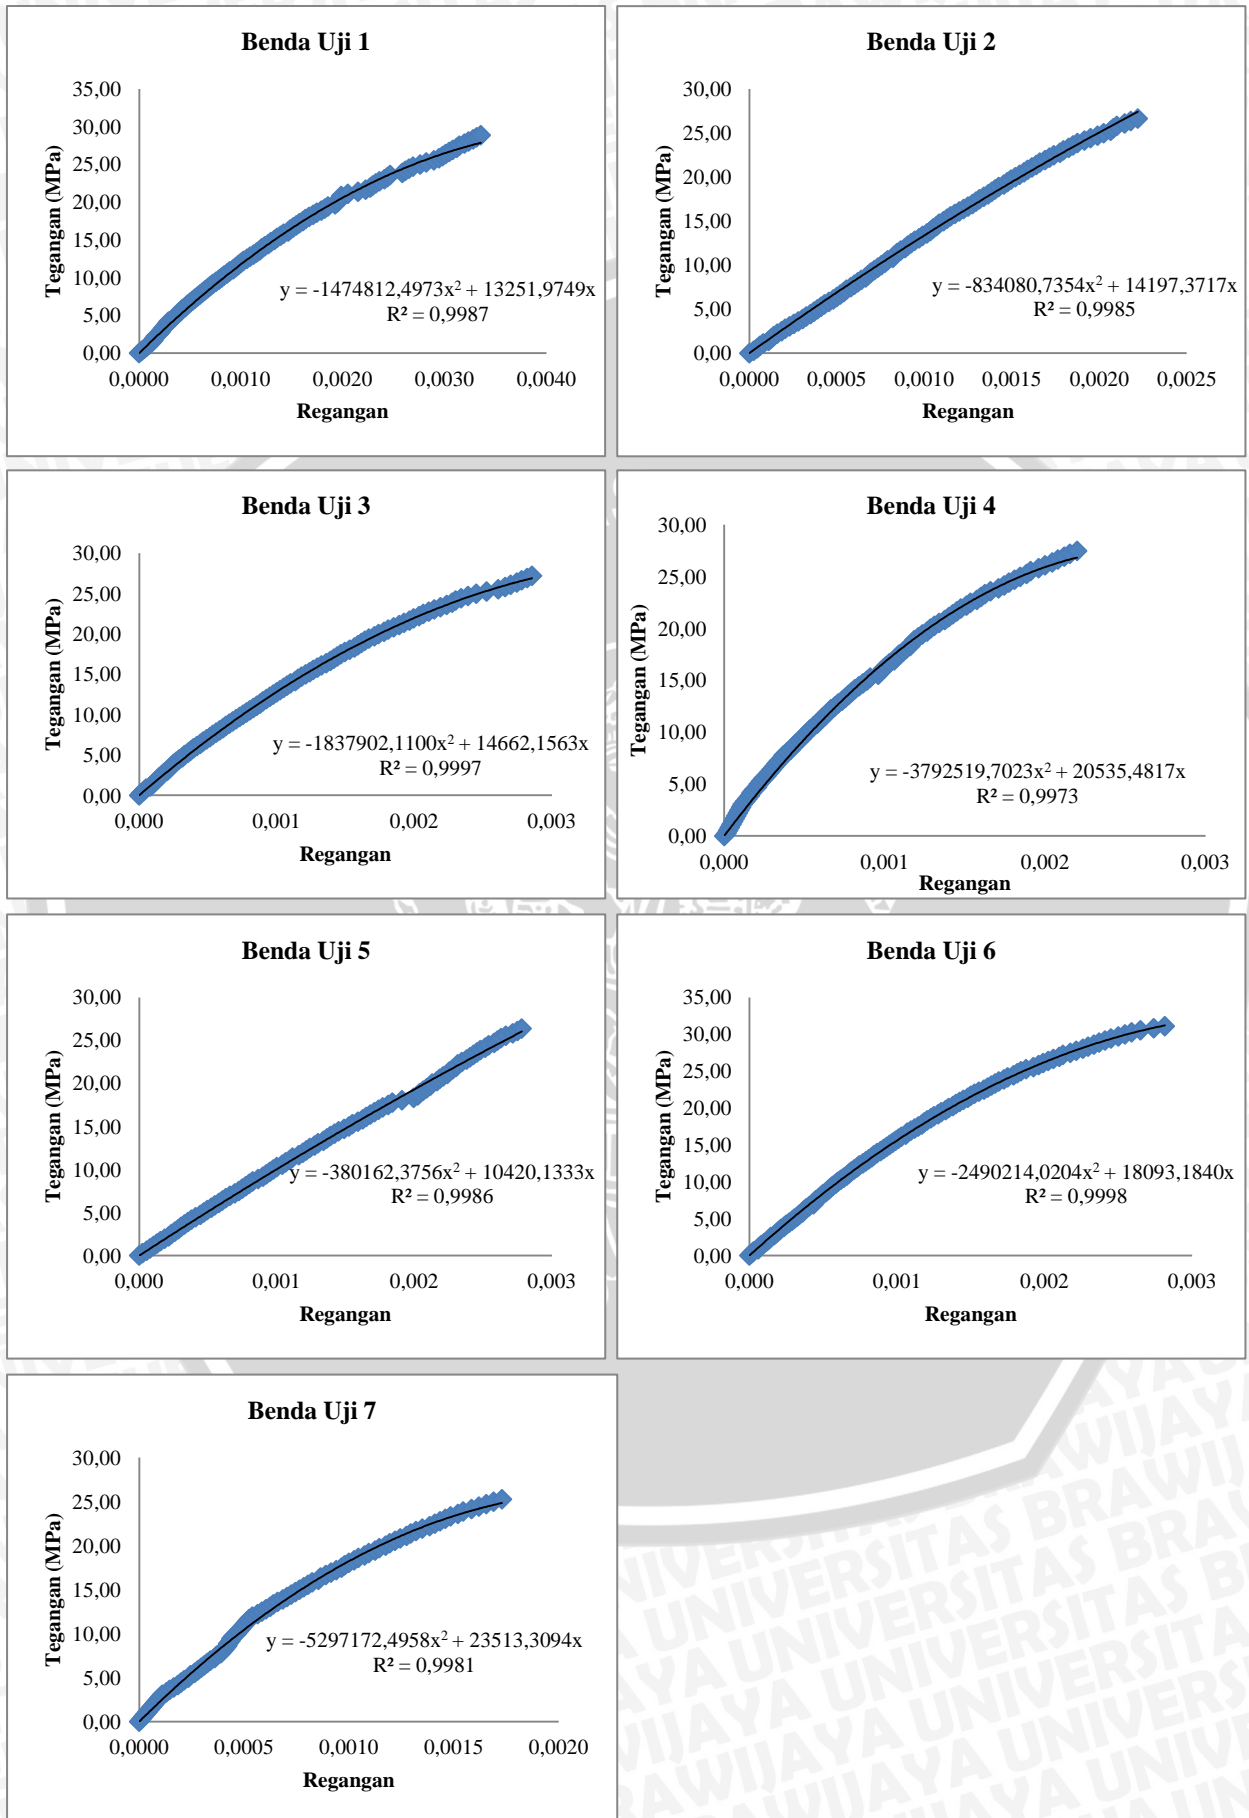 Benda Uji 1
35,00
30,00
25,00
20,00
15,00
10,00
5,00
0,00
Tegangan (MPa)
y = -1474812,4973x² + 13251,9749x
R² = 0,9987
0,0000 0,0010 0,0020 0,0030 0,0040
Regangan
Benda Uji 2
30,00
25,00
20,00
15,00
10,00
5,00
0,00
Tegangan (MPa)
y = -834080,7354x² + 14197,3717x
R² = 0,9985
0,0000 0,0005 0,0010 0,0015 0,0020 0,0025
Regangan
Benda Uji 3
30,00
25,00
20,00
15,00
10,00
5,00
0,00
Tegangan (MPa)
y = -1837902,1100x² + 14662,1563x
R² = 0,9997
0,000 0,001 0,002 0,003
Regangan
Benda Uji 4
30,00
25,00
20,00
15,00
10,00
5,00
0,00
Tegangan (MPa)
y = -3792519,7023x² + 20535,4817x
R² = 0,9973
0,000 0,001 0,002 0,003
Regangan
Benda Uji 5
30,00
25,00
20,00
15,00
10,00
5,00
0,00
Tegangan (MPa)
y = -380162,3756x² + 10420,1333x
R² = 0,9986
0,000 0,001 0,002 0,003
Regangan
Benda Uji 6
35,00
30,00
25,00
20,00
15,00
10,00
5,00
0,00
Tegangan (MPa)
y = -2490214,0204x² + 18093,1840x
R² = 0,9998
0,000 0,001 0,002 0,003
Regangan
Benda Uji 7
30,00
25,00
20,00
15,00
10,00
5,00
0,00
Tegangan (MPa)
y = -5297172,4958x² + 23513,3094x
R² = 0,9981
0,0000 0,0005 0,0010 0,0015 0,0020
Regangan